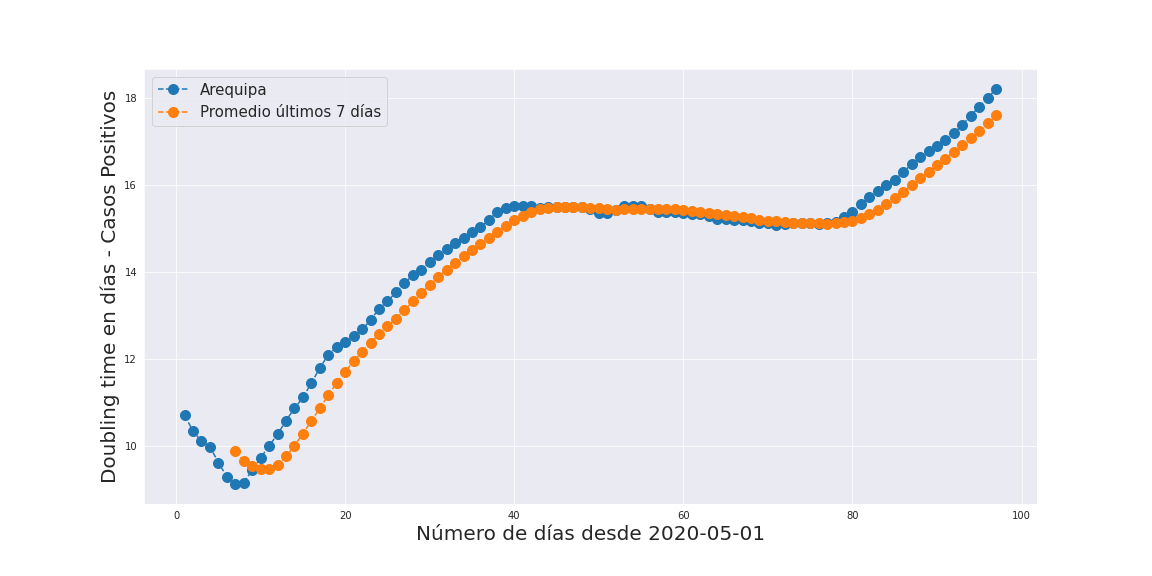 Arequipa
Promedio últimos 7 días
Doubling time en días - Casos Positivos
18
16
14
12
10
0
20
40
60
80
100
Número de días desde 2020-05-01